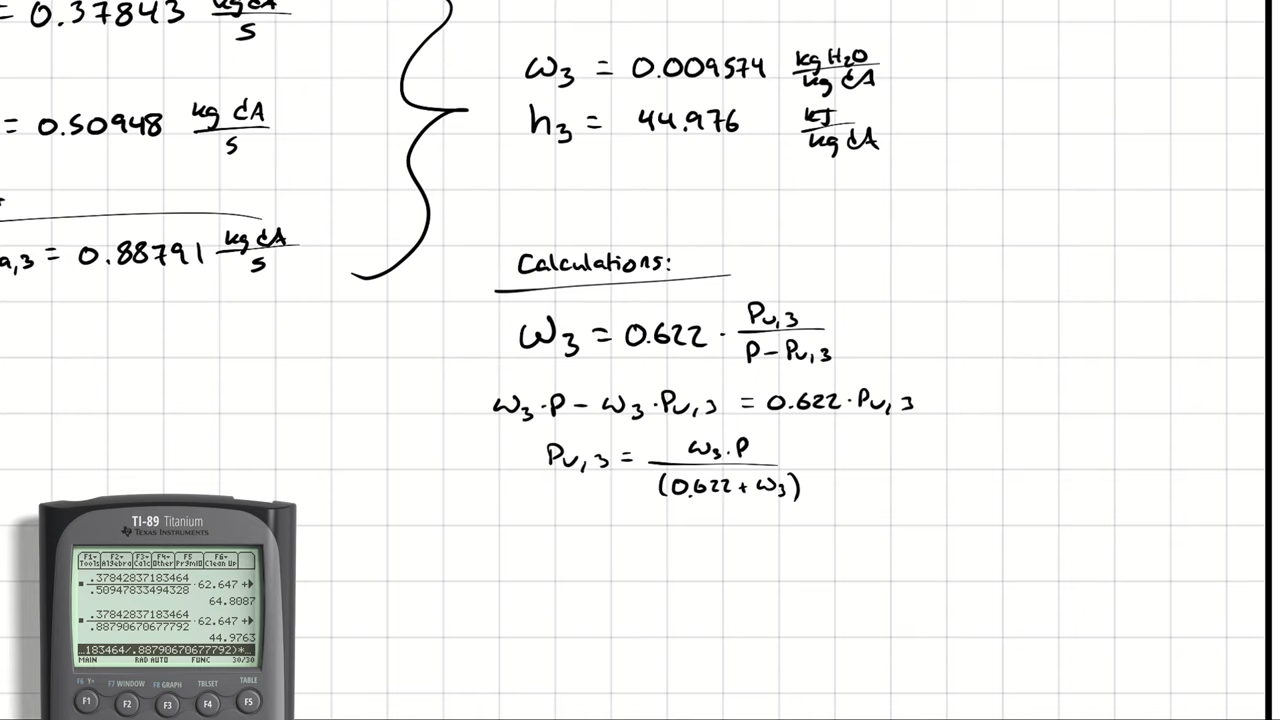 = 0.37843 kg dA / s
= 0.50948 kg dA / s
a,3 = 0.88791 kg dA / s
ω3 = 0.009574 kg H2O / kg dA
h3 = 44.976 kJ / kg dA
Calculations:
ω3 = 0.622 · Pv,3 / P - Pv,3
ω3 · P - ω3 · Pv,3 = 0.622 · Pv,3
Pv,3 = ω3 · P / (0.622 + ω3)
TI-89 Titanium
TEXAS INSTRUMENTS
F1 F2 F3 F4 F5 F6
Tools Algebra Calc Other PrgmIO Clean Up
.37842837183464 / .50947833494328 · 62.647 +
64.8087
.37842837183464 / .88790670677792 · 62.647 +
44.9763
…183464/.88790670677792)*…
MAIN RAD AUTO FUNC 30/30
F6 Y= F7 WINDOW F8 GRAPH TBLSET TABLE
F1 F2 F3 F4 F5